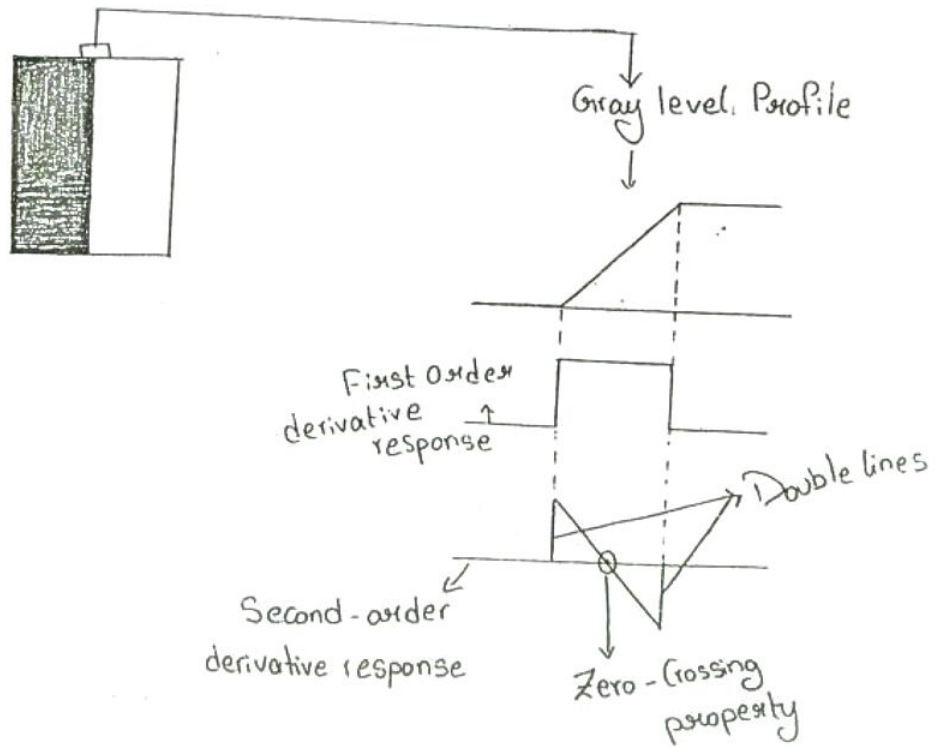 Gray level. Profile
First Order
derivative
response
Double lines
Second-order
derivative response
Zero-Crossing
property